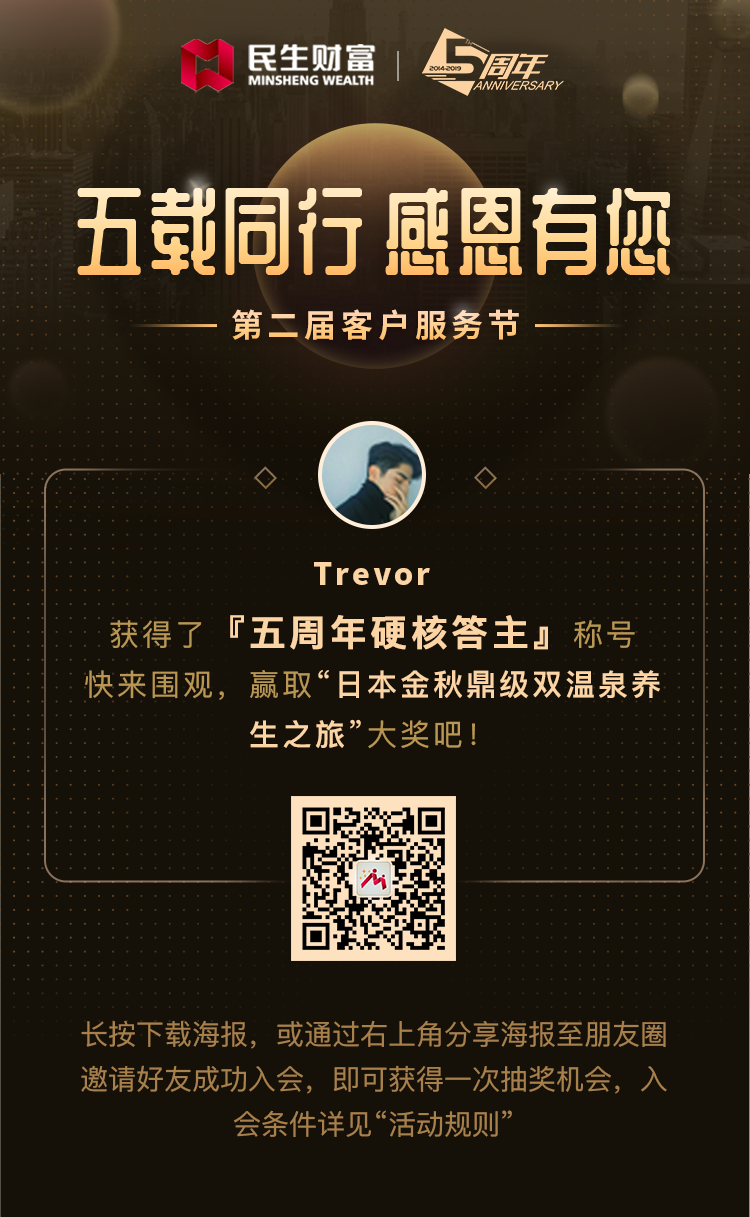 民生财富
MINSHENG WEALTH
5周年
2014-2019
ANNIVERSARY
五载同行 感恩有您
第二届客户服务节
Trevor
获得了『五周年硬核答主』称号
快来围观，赢取“日本金秋鼎级双温泉养
生之旅”大奖吧！
长按下载海报，或通过右上角分享海报至朋友圈
邀请好友成功入会，即可获得一次抽奖机会，入
会条件详见“活动规则”